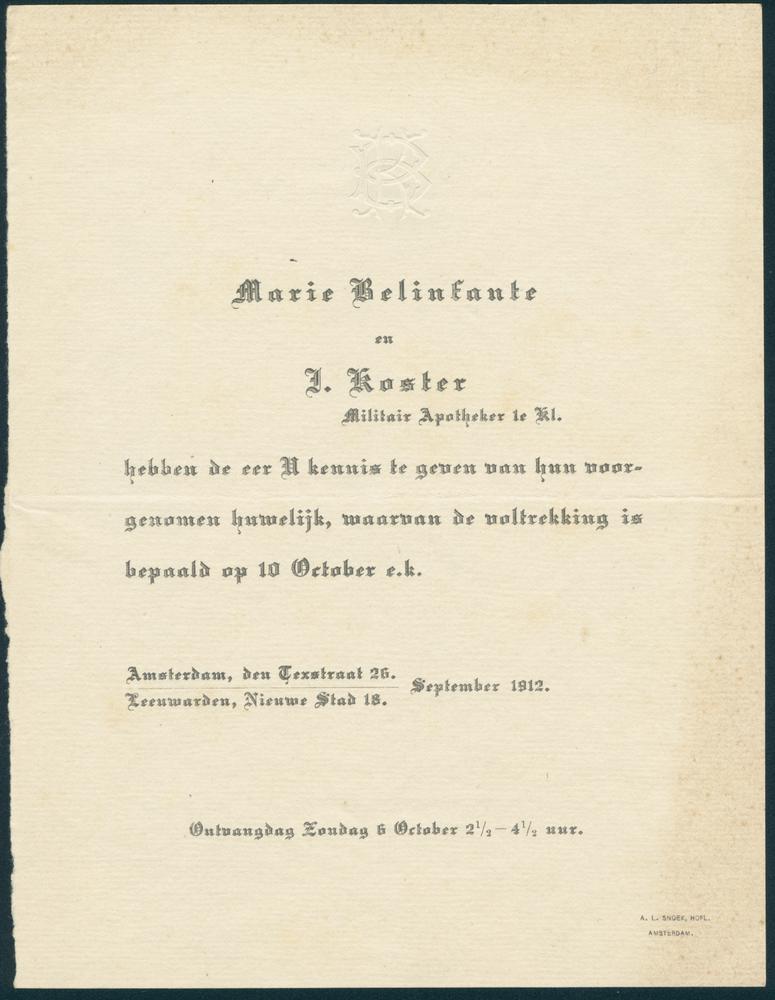 BK
Marie Belinfante
en
I. Koster
Militair Apotheker 1e Kl.
hebben de eer U kennis te geven van hun voor-
genomen huwelijk, waarvan de voltrekking is
bepaald op 10 October e.k.
Amsterdam, den Texstraat 26.
Leeuwarden, Nieuwe Stad 18.
September 1912.
Ontvangdag Zondag 6 October 2½ – 4½ uur.
A. L. SNOEK, HOFL.
AMSTERDAM.